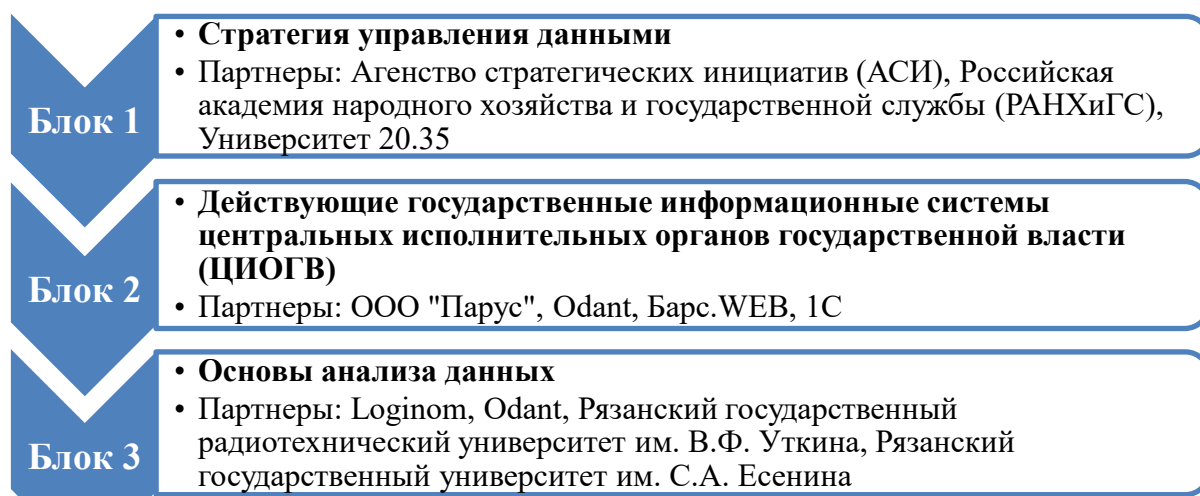 Блок 1
• Стратегия управления данными
• Партнеры: Агенство стратегических инициатив (АСИ), Российская
академия народного хозяйства и государственной службы (РАНХиГС),
Университет 20.35
Блок 2
• Действующие государственные информационные системы
центральных исполнительных органов государственной власти
(ЦИОГВ)
• Партнеры: ООО "Парус", Odant, Барс.WEB, 1С
Блок 3
• Основы анализа данных
• Партнеры: Loginom, Odant, Рязанский государственный
радиотехнический университет им. В.Ф. Уткина, Рязанский
государственный университет им. С.А. Есенина